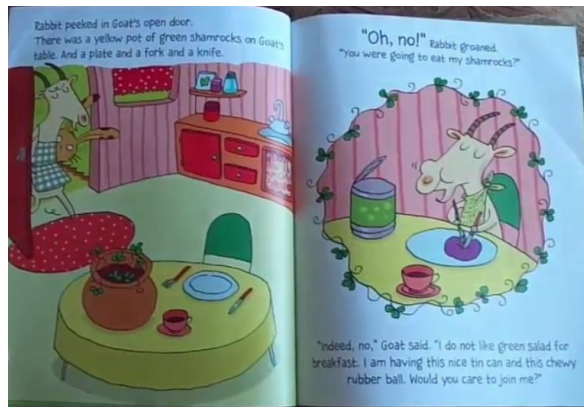 Rabbit peeked in Goat's open door.
There was a yellow pot of green shamrocks on Goat's
table. And a plate and a fork and a knife.
"Oh, no!" Rabbit groaned.
"You were going to eat my shamrocks?"
"Indeed, no," Goat said. "I do not like green salad for
breakfast. I am having this nice tin can and this chewy
rubber ball. Would you care to join me?"